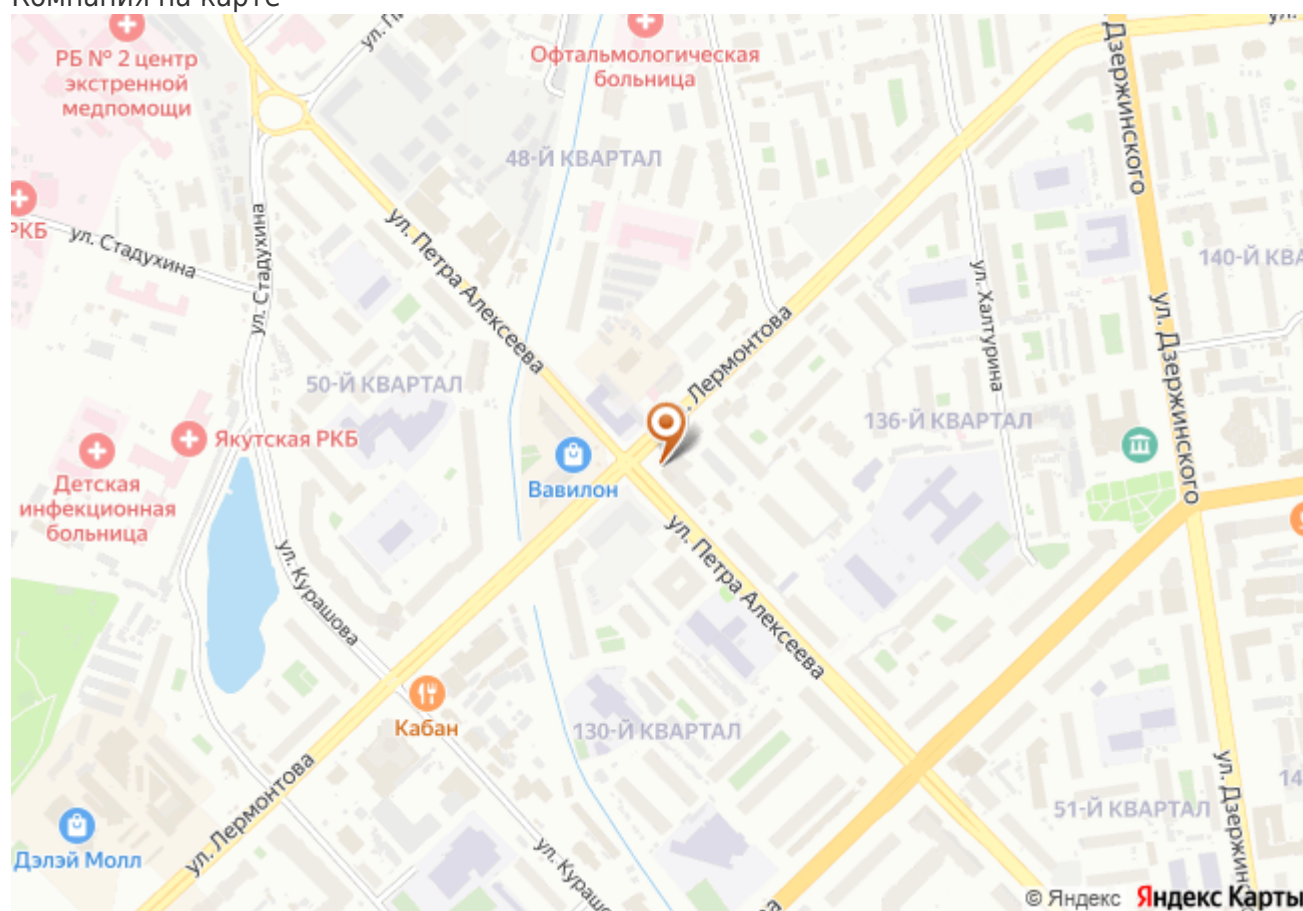 Компания на карте
РБ № 2 центр
экстренной
медпомощи
Офтальмологическая
больница
ул.
Дзержинского
48-Й КВАРТАЛ
РКБ
ул. Стадухина
ул. Стадухина
ул. Петра Алексеева
ул. Халтурина
140-Й КВА
ул. Дзержинского
Лермонтова
50-Й КВАРТАЛ
136-Й КВАРТАЛ
Якутская РКБ
Вавилон
Детская
инфекционная
больница
ул. Курашова
ул. Петра Алексеева
Кабан
130-Й КВАРТАЛ
ул. Лермонтова
51-Й КВАРТАЛ
14
ул. Дзержин
Дэлэй Молл
ул. Кураш
© Яндекс Яндекс Карты